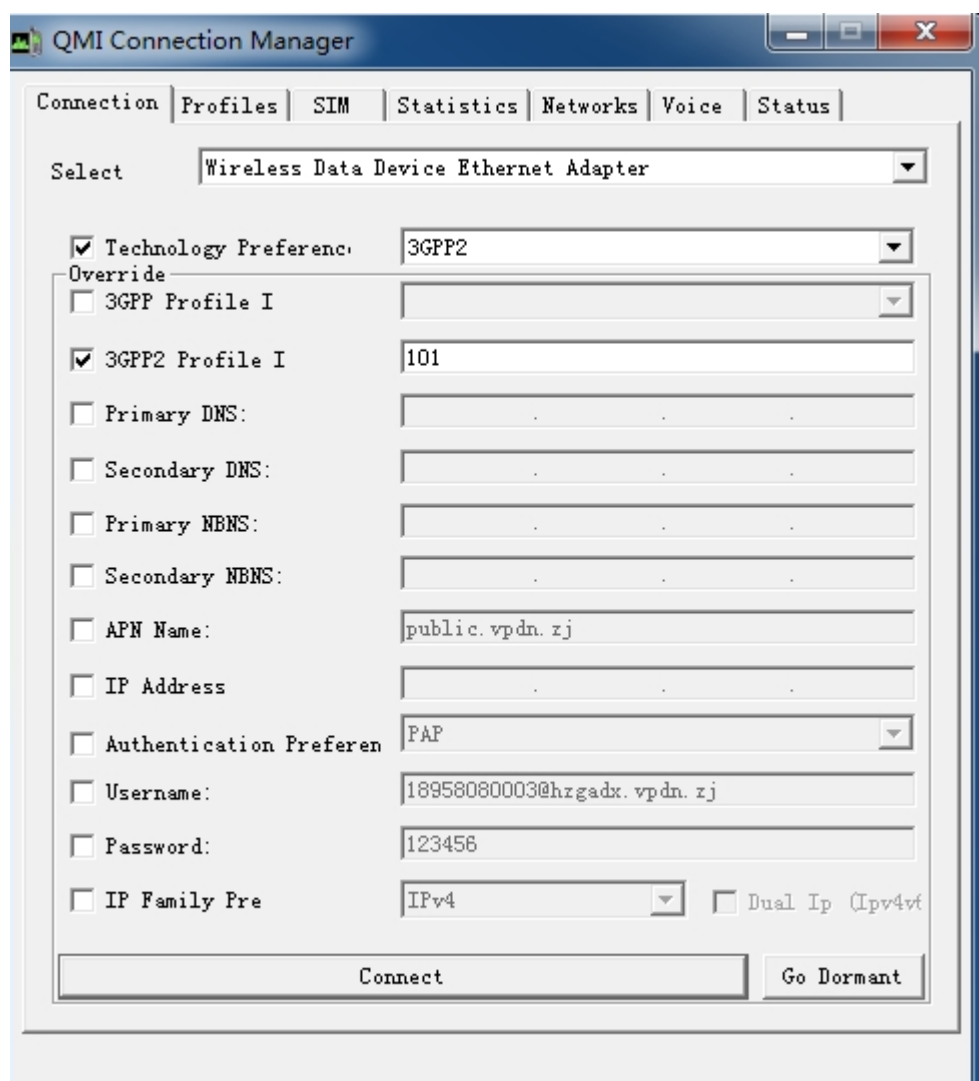 QMI Connection Manager
Connection Profiles SIM Statistics Networks Voice Status
Select Wireless Data Device Ethernet Adapter
Technology Preferenc 3GPP2
Override
3GPP Profile I
3GPP2 Profile I 101
Primary DNS: . . .
Secondary DNS: . . .
Primary NBNS: . . .
Secondary NBNS: . . .
APN Name: public.vpdn.zj
IP Address . . .
Authentication Preferen PAP
Username: 18958080003@hzgadx.vpdn.zj
Password: 123456
IP Family Pre IPv4 Dual Ip (Ipv4v6
Connect Go Dormant